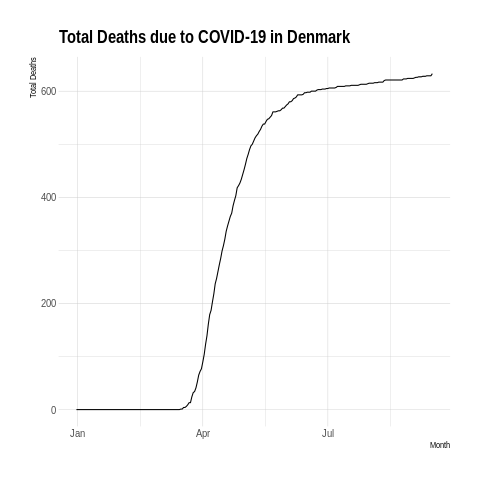 Total Deaths due to COVID-19 in Denmark
Total Deaths
600
400
200
0
Jan Apr Jul
Month